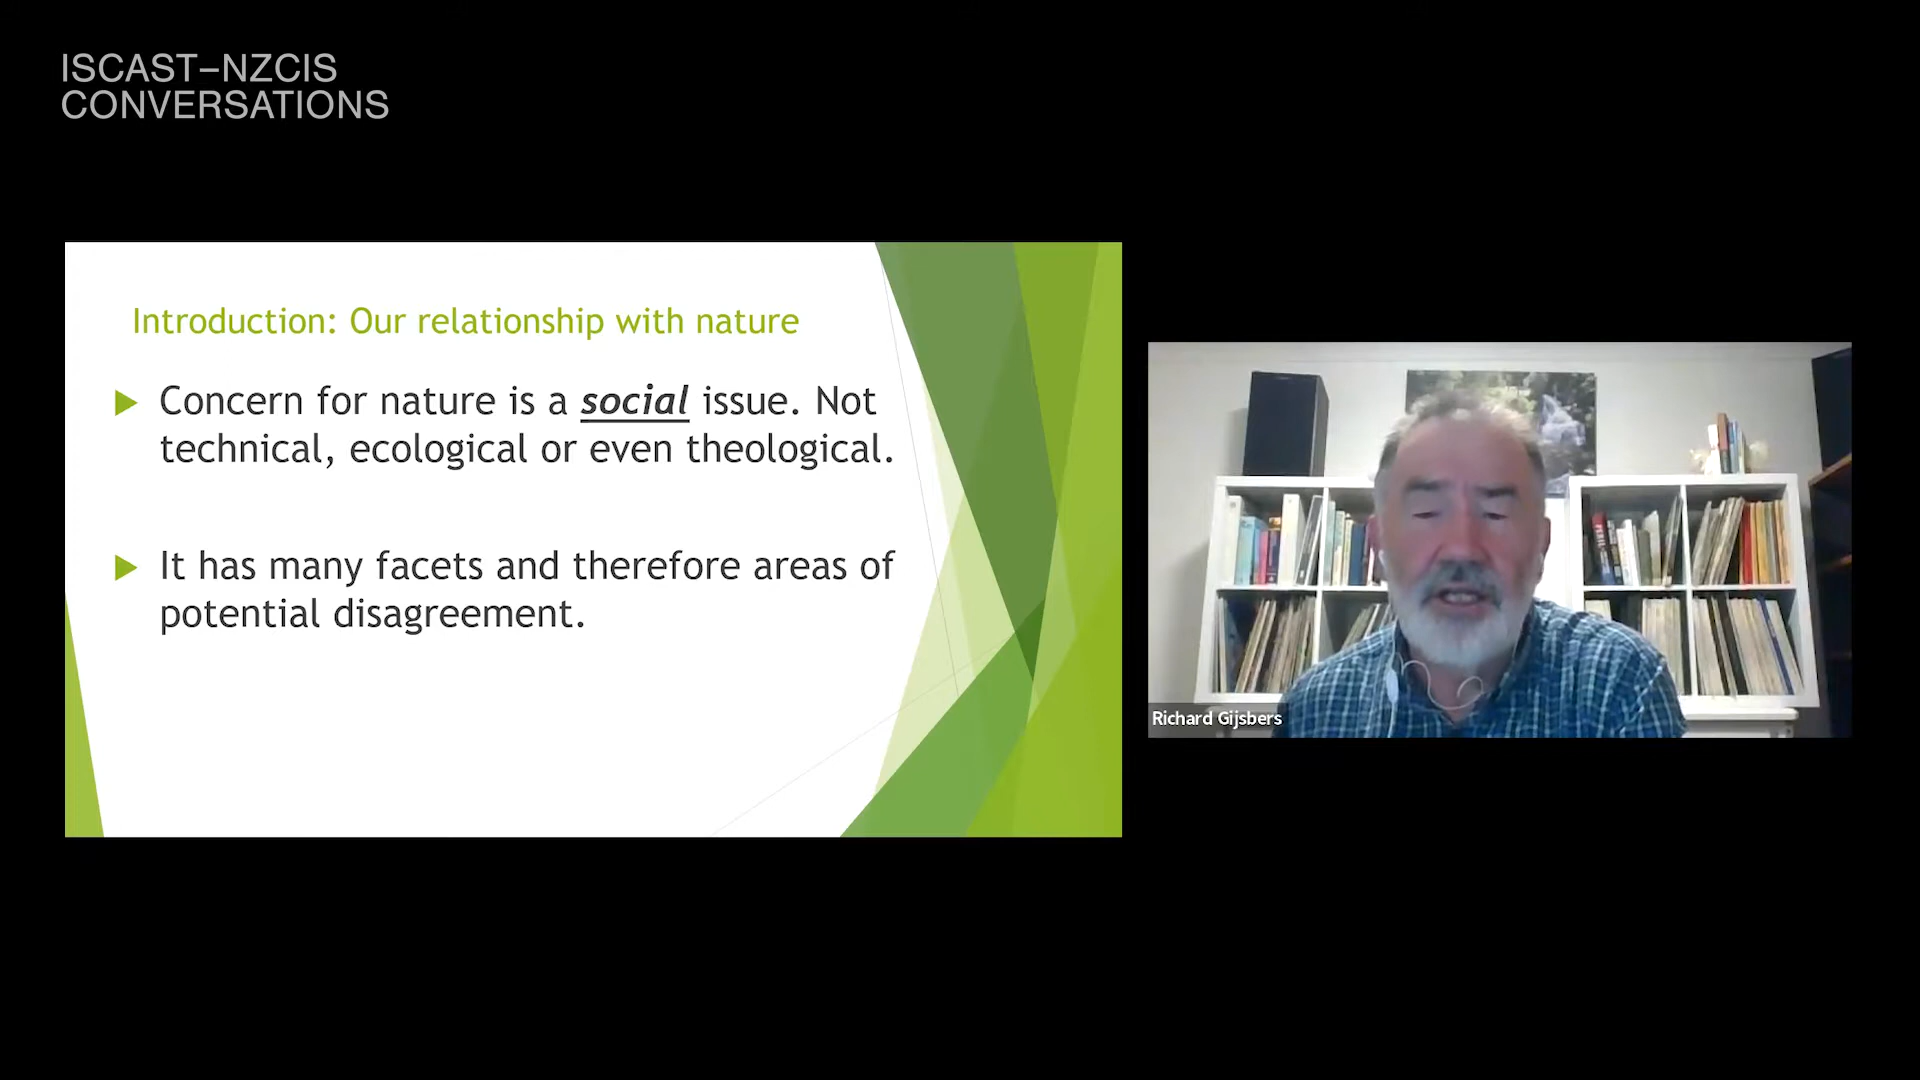 ISCAST–NZCIS
CONVERSATIONS
Introduction: Our relationship with nature
Concern for nature is a social issue. Not
technical, ecological or even theological.
It has many facets and therefore areas of
potential disagreement.
Richard Gijsbers